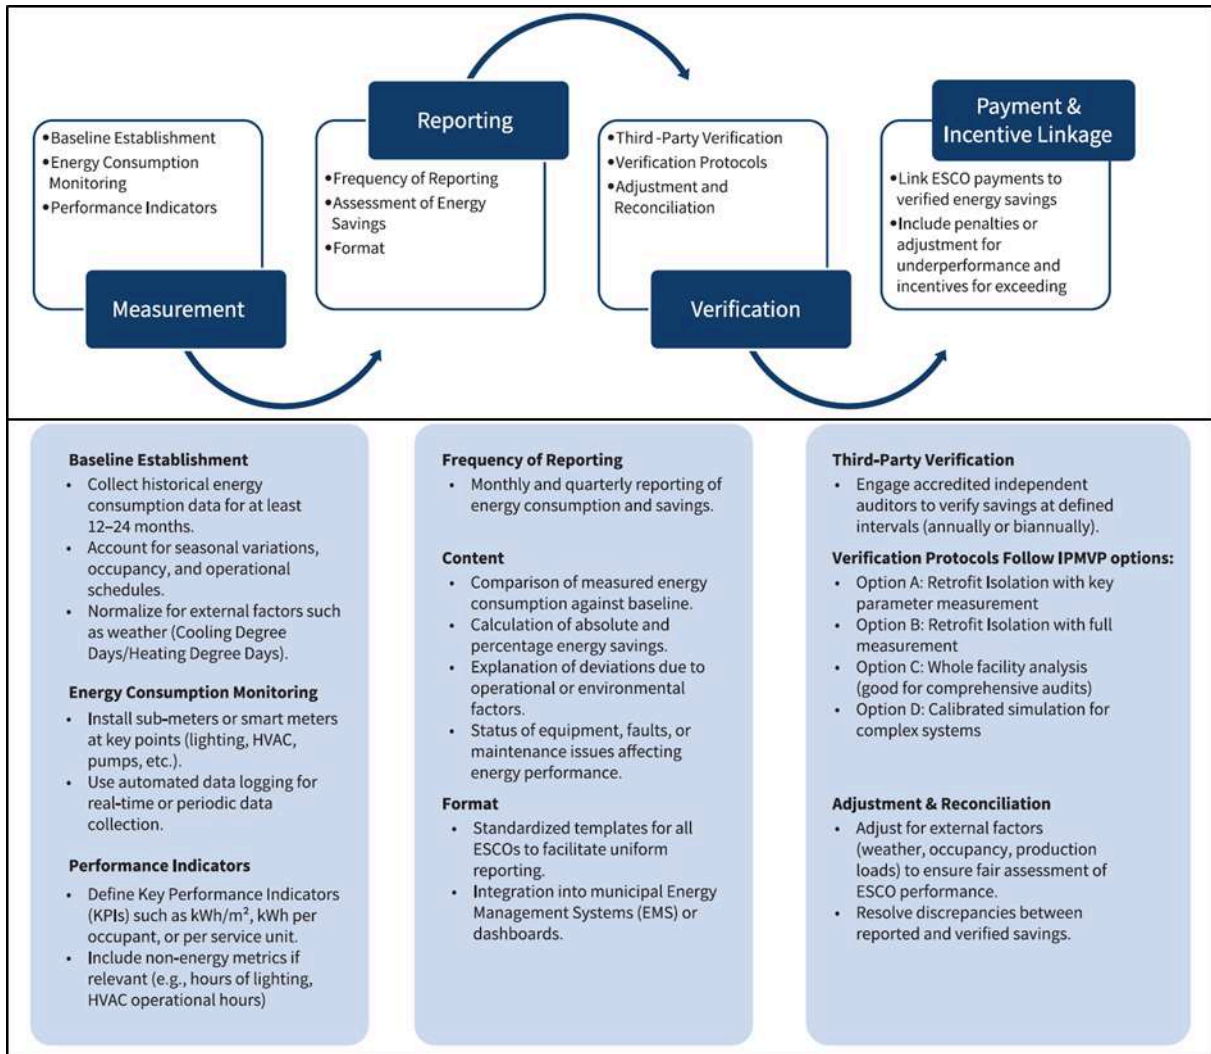 •Baseline Establishment
•Energy Consumption
Monitoring
•Performance Indicators
Measurement
Reporting
•Frequency of Reporting
•Assessment of Energy
Savings
•Format
•Third -Party Verification
•Verification Protocols
•Adjustment and
Reconciliation
Verification
Payment &
Incentive Linkage
•Link ESCO payments to
verified energy savings
•Include penalties or
adjustment for
underperformance and
incentives for exceeding
Baseline Establishment
• Collect historical energy
consumption data for at least
12–24 months.
• Account for seasonal variations,
occupancy, and operational
schedules.
• Normalize for external factors such
as weather (Cooling Degree
Days/Heating Degree Days).
Energy Consumption Monitoring
• Install sub-meters or smart meters
at key points (lighting, HVAC,
pumps, etc.).
• Use automated data logging for
real-time or periodic data
collection.
Performance Indicators
• Define Key Performance Indicators
(KPIs) such as kWh/m², kWh per
occupant, or per service unit.
• Include non-energy metrics if
relevant (e.g., hours of lighting,
HVAC operational hours)
Frequency of Reporting
• Monthly and quarterly reporting of
energy consumption and savings.
Content
• Comparison of measured energy
consumption against baseline.
• Calculation of absolute and
percentage energy savings.
• Explanation of deviations due to
operational or environmental
factors.
• Status of equipment, faults, or
maintenance issues affecting
energy performance.
Format
• Standardized templates for all
ESCOs to facilitate uniform
reporting.
• Integration into municipal Energy
Management Systems (EMS) or
dashboards.
Third-Party Verification
• Engage accredited independent
auditors to verify savings at defined
intervals (annually or biannually).
Verification Protocols Follow IPMVP options:
• Option A: Retrofit Isolation with key
parameter measurement
• Option B: Retrofit Isolation with full
measurement
• Option C: Whole facility analysis
(good for comprehensive audits)
• Option D: Calibrated simulation for
complex systems
Adjustment & Reconciliation
• Adjust for external factors
(weather, occupancy, production
loads) to ensure fair assessment of
ESCO performance.
• Resolve discrepancies between
reported and verified savings.